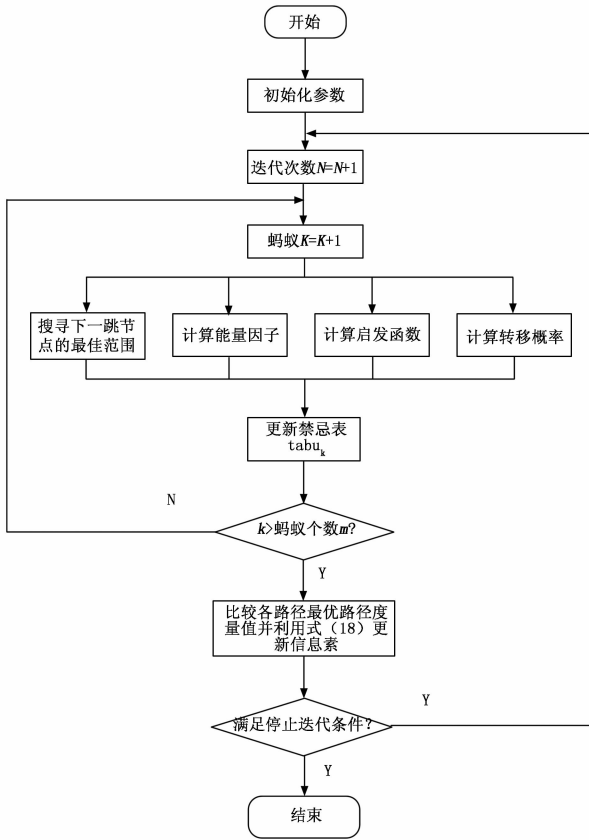 开始
初始化参数
迭代次数N=N+1
蚂蚁K=K+1
搜寻下一跳节
点的最佳范围
计算能量因子
计算启发函数
计算转移概率
更新禁忌表
tabuk
N
k>蚂蚁个数m?
Y
比较各路径最优路径度
量值并利用式（18）更
新信息素
满足停止迭代条件？
Y
Y
结束